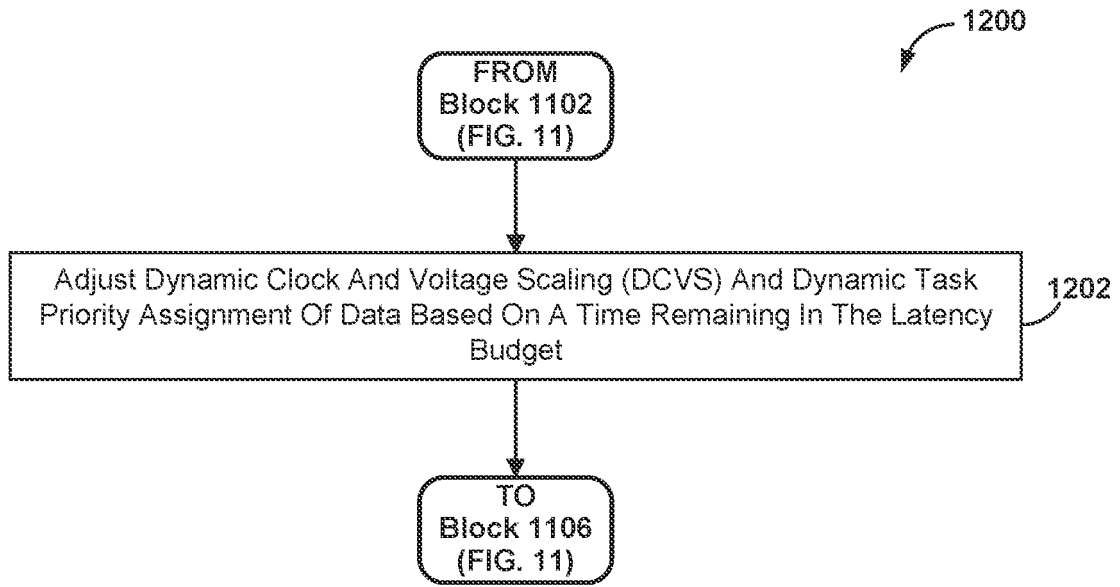 1200
FROM
Block 1102
(FIG. 11)
Adjust Dynamic Clock And Voltage Scaling (DCVS) And Dynamic Task
Priority Assignment Of Data Based On A Time Remaining In The Latency
Budget
1202
TO
Block 1106
(FIG. 11)